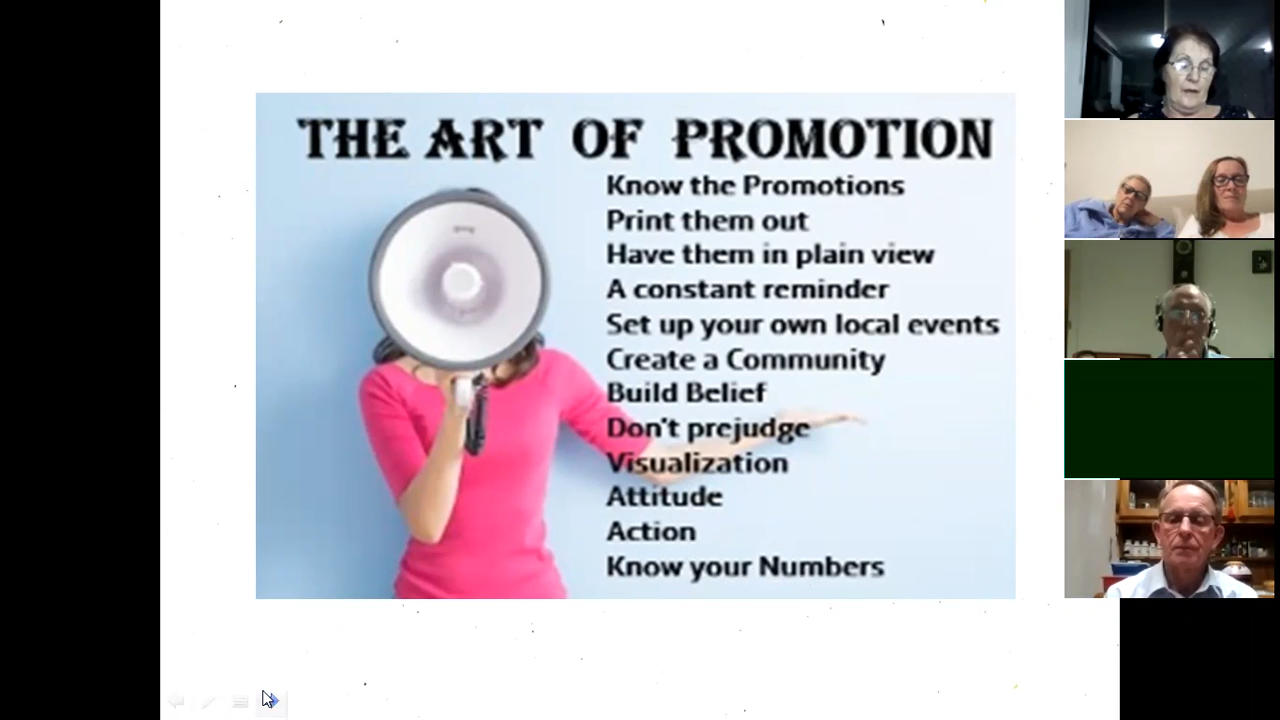 THE ART OF PROMOTION
Know the Promotions
Print them out
Have them in plain view
A constant reminder
Set up your own local events
Create a Community
Build Belief
Don't prejudge
Visualization
Attitude
Action
Know your Numbers